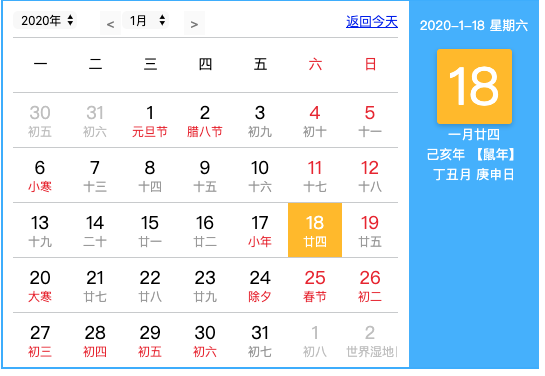 2020年 < 1月 > 返回今天
一 二 三 四 五 六 日
30 31 1 2 3 4 5
初五 初六 元旦节 腊八节 初九 初十 十一
6 7 8 9 10 11 12
小寒 十三 十四 十五 十六 十七 十八
13 14 15 16 17 18 19
十九 二十 廿一 廿二 小年 廿四 廿五
20 21 22 23 24 25 26
大寒 廿七 廿八 廿九 除夕 春节 初二
27 28 29 30 31 1 2
初三 初四 初五 初六 初七 初八 世界湿地
2020-1-18 星期六
18
一月廿四
己亥年 【鼠年】
丁丑月 庚申日